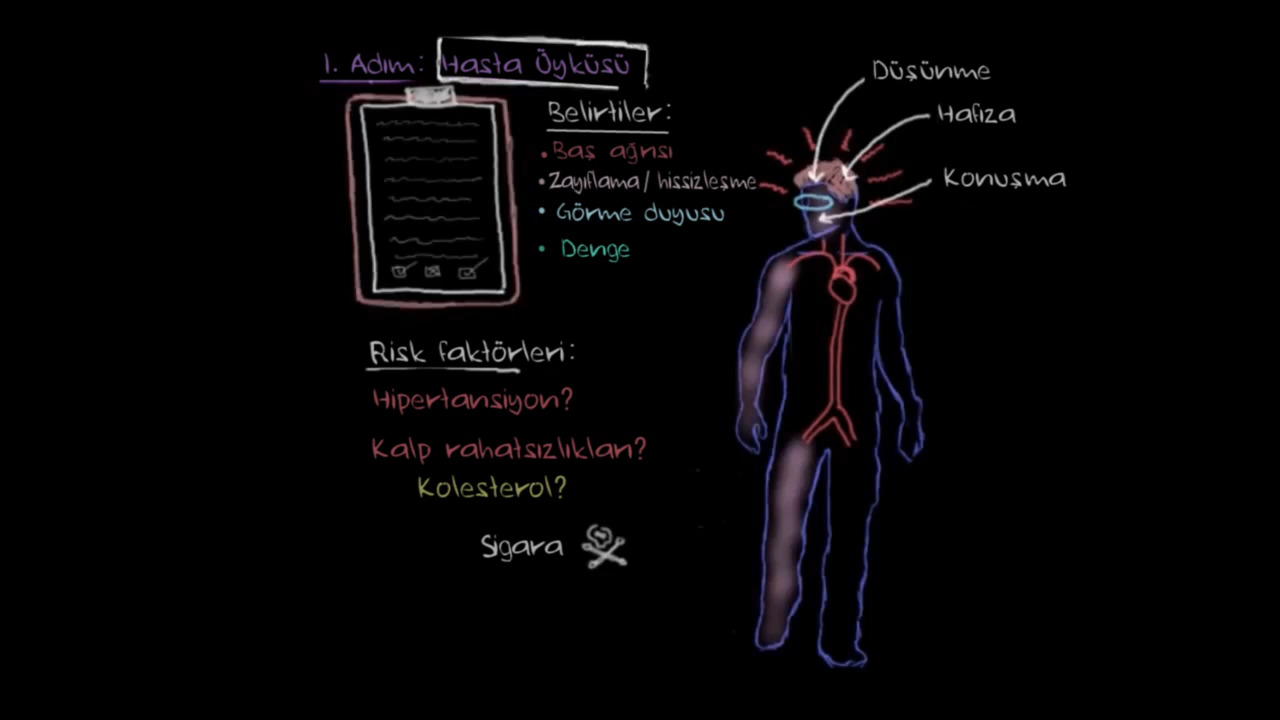 1. Adım: Hasta Öyküsü
Belirtiler:
• Baş ağrısı
• Zayıflama / hissizleşme
• Görme duyusu
• Denge
Düşünme
Hafıza
Konuşma
Risk faktörleri:
Hipertansiyon?
Kalp rahatsızlıkları?
Kolesterol?
Sigara